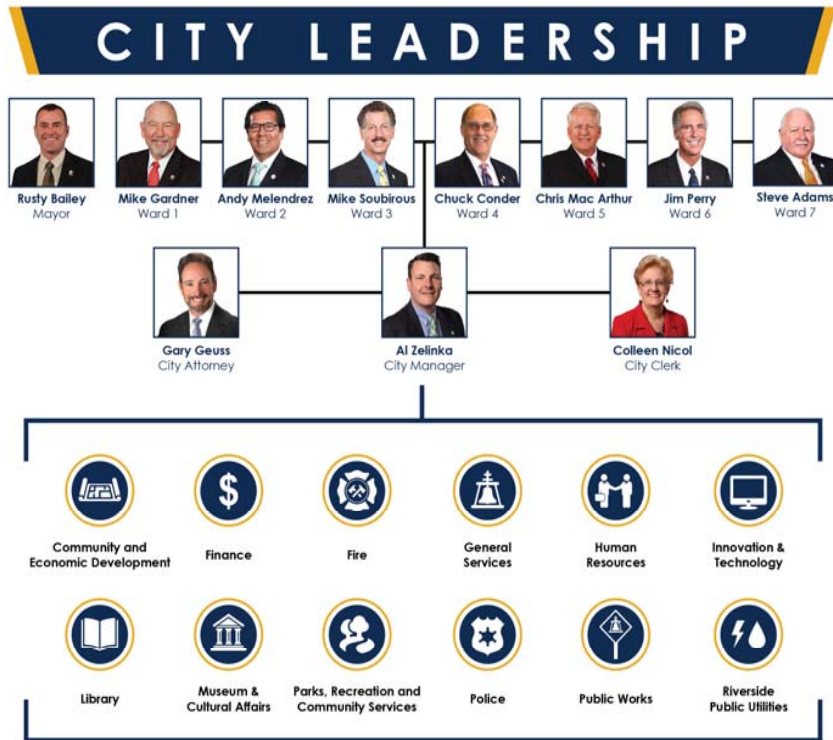 CITY LEADERSHIP
Rusty Bailey
Mayor
Mike Gardner
Ward 1
Andy Melendrez
Ward 2
Mike Soubirous
Ward 3
Chuck Conder
Ward 4
Chris Mac Arthur
Ward 5
Jim Perry
Ward 6
Steve Adams
Ward 7
Gary Geuss
City Attorney
Al Zelinka
City Manager
Colleen Nicol
City Clerk
Community and
Economic Development
$
Finance
Fire
General
Services
Human
Resources
Innovation &
Technology
Library
Museum &
Cultural Affairs
Parks, Recreation and
Community Services
Police
Public Works
Riverside
Public Utilities